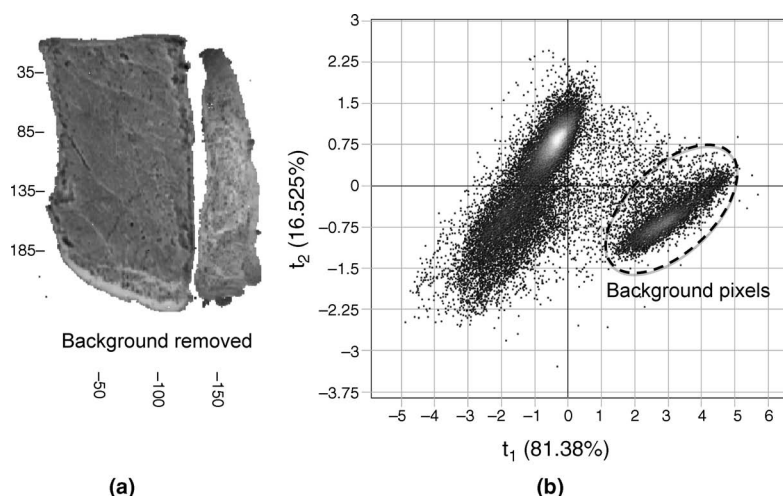 35–
85–
135–
185–
Background removed
–50
–100
–150
(a)
3
2.25
1.5
0.75
0
–0.75
–1.5
–2.25
–3
–3.75
t2 (16.525%)
Background pixels
–5 –4 –3 –2 –1 0 1 2 3 4 5 6
t1 (81.38%)
(b)